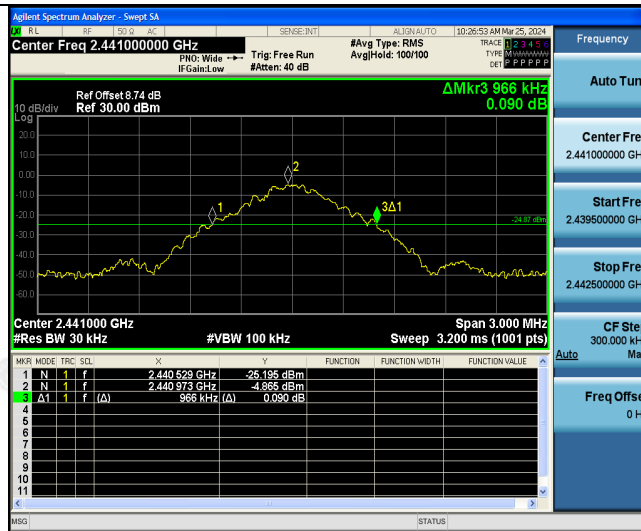 Agilent Spectrum Analyzer - Swept SA
LXI RL RF 50 Ω AC SENSE:INT ALIGN AUTO 10:26:53 AM Mar 25, 2024
Center Freq 2.441000000 GHz
PNO: Wide
IFGain:Low
Trig: Free Run
#Atten: 40 dB
#Avg Type: RMS
Avg|Hold: 100/100
TRACE 1 2 3 4 5 6
TYPE M W W W W W
DET P P P P P P
Ref Offset 8.74 dB
10 dB/div Ref 30.00 dBm
Log
ΔMkr3 966 kHz
0.090 dB
20.0
10.0
0.00
-10.0
-20.0
-30.0
-40.0
-50.0
-60.0
1
2
3Δ1
-24.87 dBm
Center 2.441000 GHz Span 3.000 MHz
#Res BW 30 kHz #VBW 100 kHz Sweep 3.200 ms (1001 pts)
MKR MODE TRC SCL X Y FUNCTION FUNCTION WIDTH FUNCTION VALUE
1 N 1 f 2.440 529 GHz -25.195 dBm
2 N 1 f 2.440 973 GHz -4.865 dBm
3 Δ1 1 f (Δ) 966 kHz (Δ) 0.090 dB
4
5
6
7
8
9
10
11
MSG STATUS
Frequency
Auto Tun
Center Fre
2.441000000 GH
Start Fre
2.439500000 GH
Stop Fre
2.442500000 GH
CF Ste
300.000 kH
Auto Ma
Freq Offse
0 H